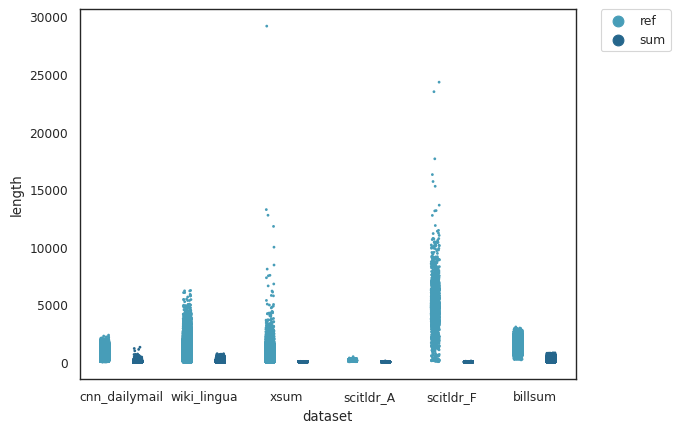 30000
25000
20000
15000
10000
5000
0
length
cnn_dailymail wiki_lingua xsum scitldr_A scitldr_F billsum
dataset
ref
sum